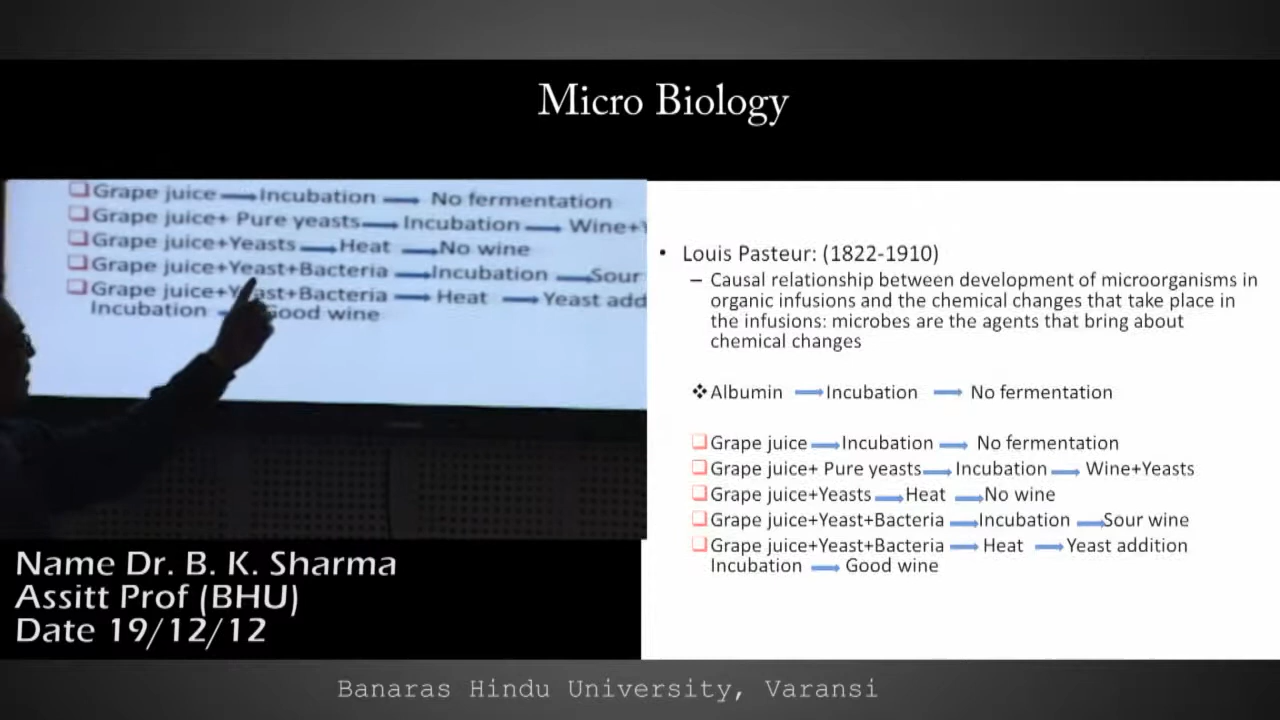 Micro Biology
❑Grape juice → Incubation → No fermentation
❑Grape juice+ Pure yeasts → Incubation → Wine+
❑Grape juice+Yeasts → Heat → No wine
❑Grape juice+Yeast+Bacteria → Incubation → Sour
❑Grape juice+Yeast+Bacteria → Heat → Yeast add
Incubation → Good wine
• Louis Pasteur: (1822-1910)
– Causal relationship between development of microorganisms in
organic infusions and the chemical changes that take place in
the infusions: microbes are the agents that bring about
chemical changes
❖Albumin → Incubation → No fermentation
❑Grape juice → Incubation → No fermentation
❑Grape juice+ Pure yeasts → Incubation → Wine+Yeasts
❑Grape juice+Yeasts → Heat → No wine
❑Grape juice+Yeast+Bacteria → Incubation → Sour wine
❑Grape juice+Yeast+Bacteria → Heat → Yeast addition
Incubation → Good wine
Name Dr. B. K. Sharma
Assitt Prof (BHU)
Date 19/12/12
Banaras Hindu University, Varansi